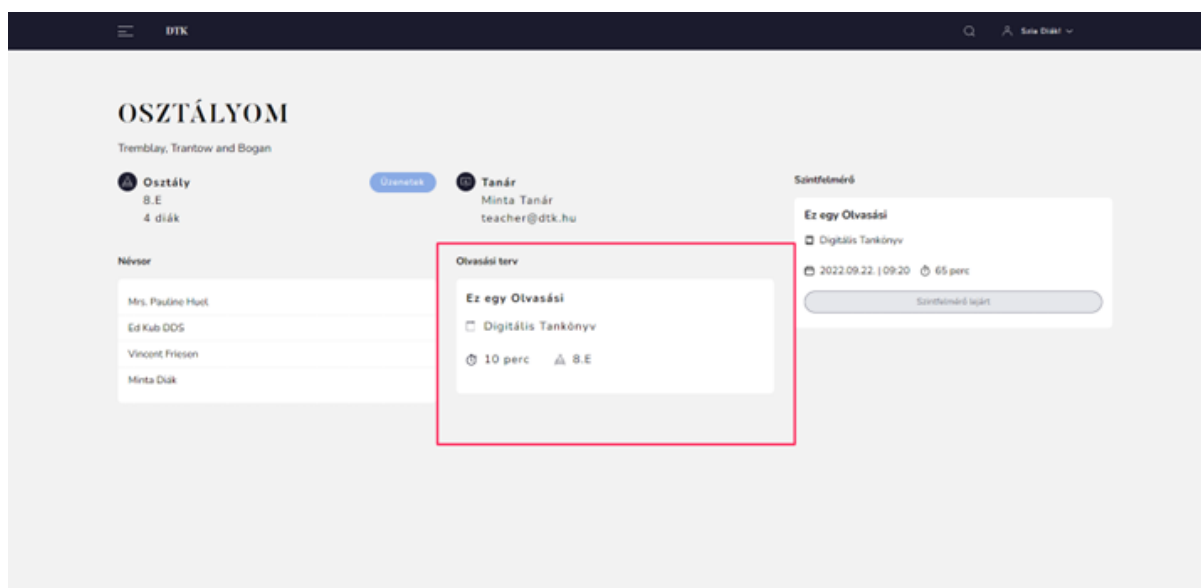 DTK
Szia Diák!
OSZTÁLYOM
Tremblay, Trantow and Bogan
Osztály
8.E
4 diák
Üzenetek
Tanár
Minta Tanár
teacher@dtk.hu
Szintfelmérő
Ez egy Olvasási
Digitális Tankönyv
2022.09.22. | 09:20 65 perc
Szintfelmérő lejárt
Névsor
Mrs. Pauline Huel
Ed Kub DDS
Vincent Friesen
Minta Diák
Olvasási terv
Ez egy Olvasási
Digitális Tankönyv
10 perc 8.E